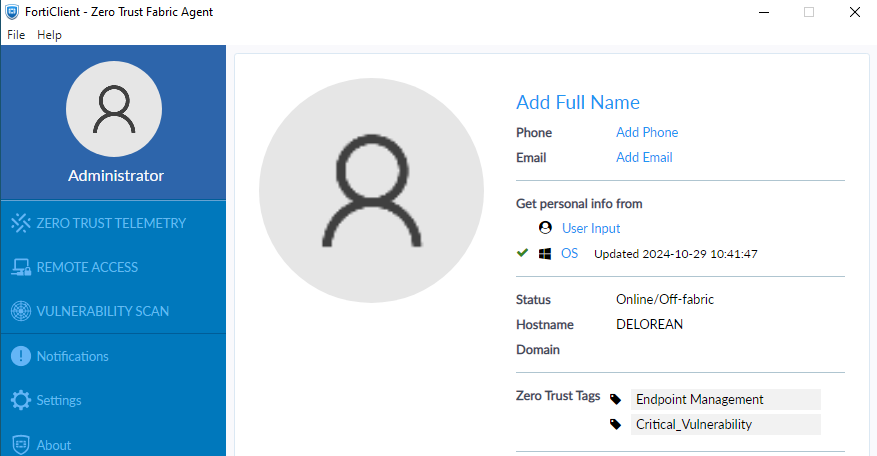 FortiClient - Zero Trust Fabric Agent
File Help
Administrator
ZERO TRUST TELEMETRY
REMOTE ACCESS
VULNERABILITY SCAN
Notifications
Settings
About
Add Full Name
Phone Add Phone
Email Add Email
Get personal info from
User Input
OS Updated 2024-10-29 10:41:47
Status Online/Off-fabric
Hostname DELOREAN
Domain
Zero Trust Tags Endpoint Management
Critical_Vulnerability